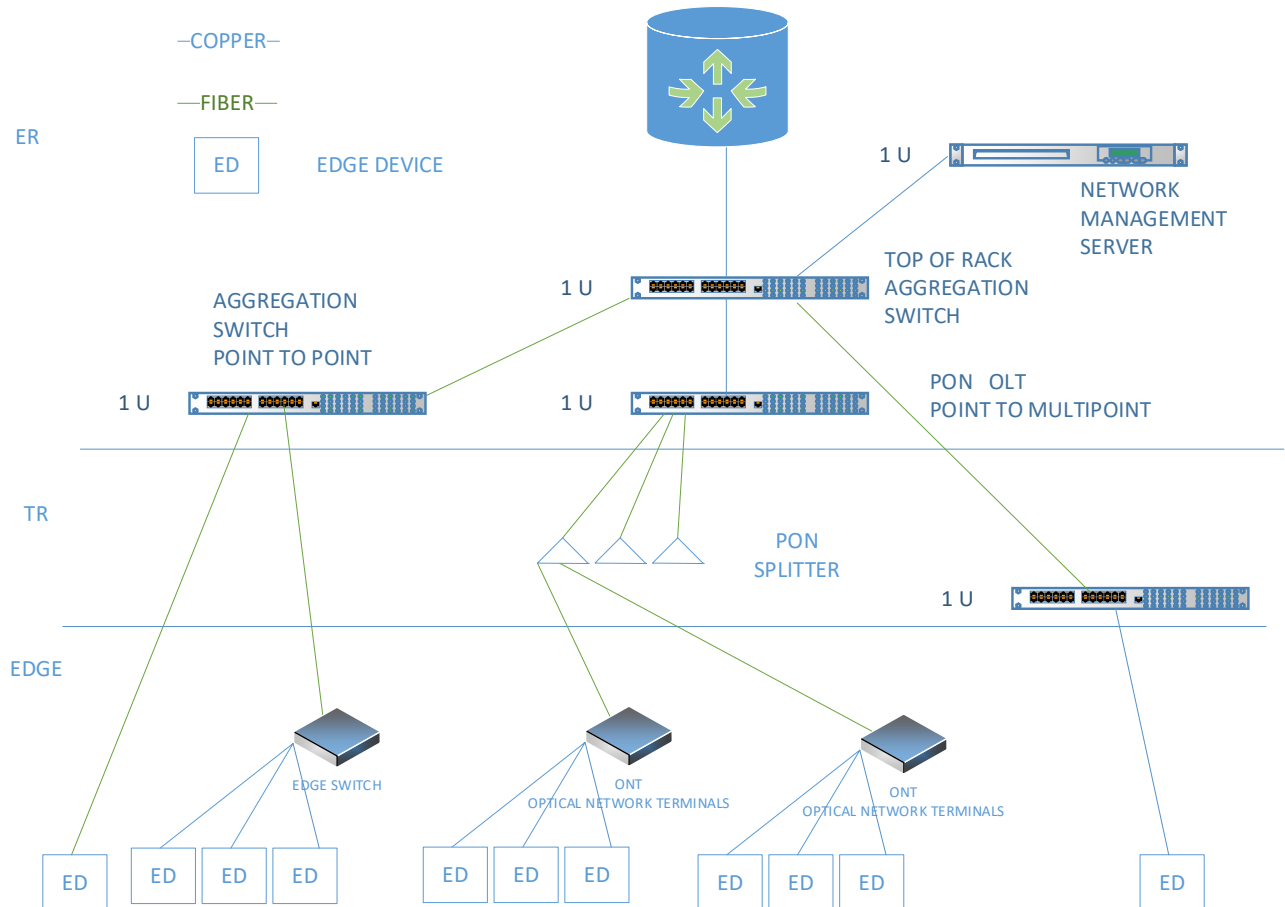 —COPPER—
—FIBER—
ER
ED
EDGE DEVICE
1 U
NETWORK
MANAGEMENT
SERVER
1 U
TOP OF RACK
AGGREGATION
SWITCH
AGGREGATION
SWITCH
POINT TO POINT
1 U
1 U
PON OLT
POINT TO MULTIPOINT
TR
PON
SPLITTER
1 U
EDGE
EDGE SWITCH
ONT
OPTICAL NETWORK TERMINALS
ONT
OPTICAL NETWORK TERMINALS
ED
ED
ED
ED
ED
ED
ED
ED
ED
ED
ED